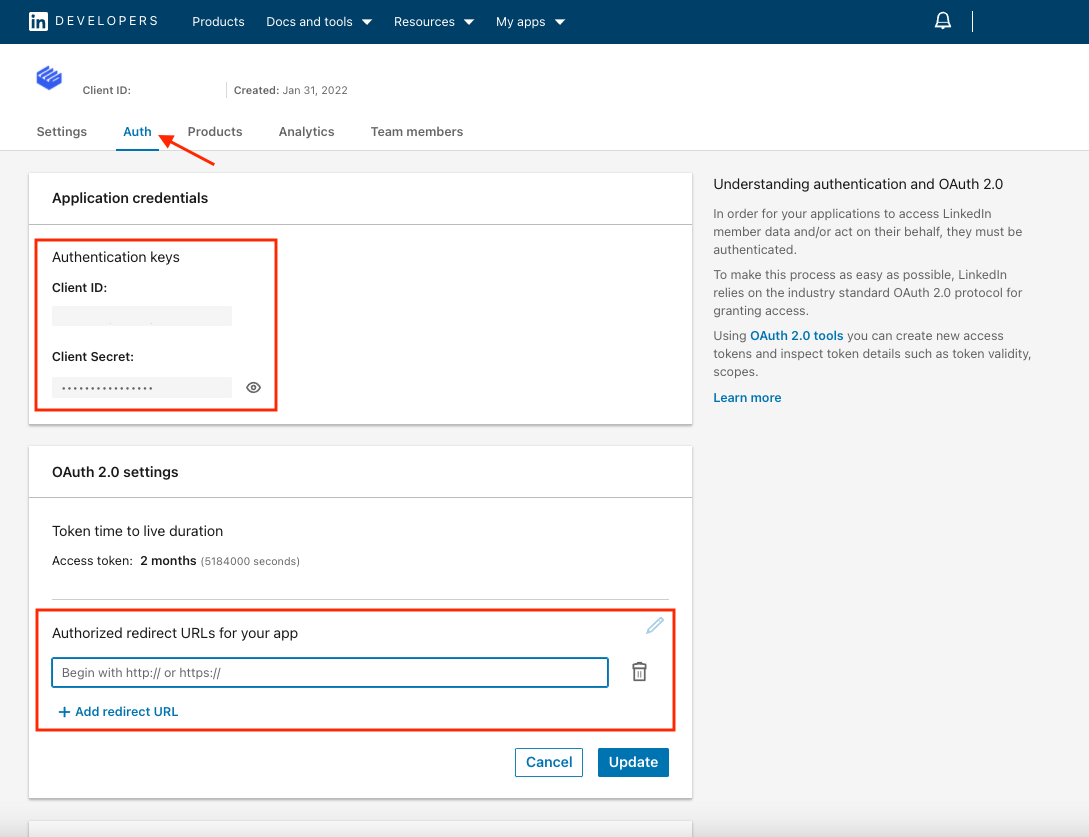 in DEVELOPERS Products Docs and tools Resources My apps
Client ID: Created: Jan 31, 2022
Settings Auth Products Analytics Team members
Application credentials
Authentication keys
Client ID:
Client Secret:
••••••••••••••••
OAuth 2.0 settings
Token time to live duration
Access token: 2 months (5184000 seconds)
Authorized redirect URLs for your app
Begin with http:// or https://
+ Add redirect URL
Cancel Update
Understanding authentication and OAuth 2.0
In order for your applications to access LinkedIn
member data and/or act on their behalf, they must be
authenticated.
To make this process as easy as possible, LinkedIn
relies on the industry standard OAuth 2.0 protocol for
granting access.
Using OAuth 2.0 tools you can create new access
tokens and inspect token details such as token validity,
scopes.
Learn more